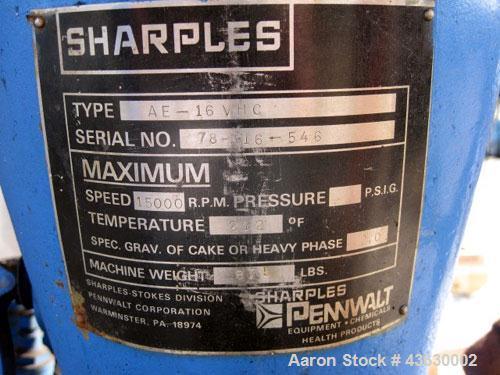 SHARPLES
TYPE AE-16VHC
SERIAL NO. 78- 16-546
MAXIMUM
SPEED 15000 R.P.M. PRESSURE P.S.I.G.
TEMPERATURE °F
SPEC. GRAV. OF CAKE OR HEAVY PHASE
MACHINE WEIGHT LBS.
SHARPLES-STOKES DIVISION
PENNWALT CORPORATION
WARMINSTER, PA. 18974
SHARPLES
PENNWALT
EQUIPMENT • CHEMICALS
HEALTH PRODUCTS
Aaron Stock # 43630002